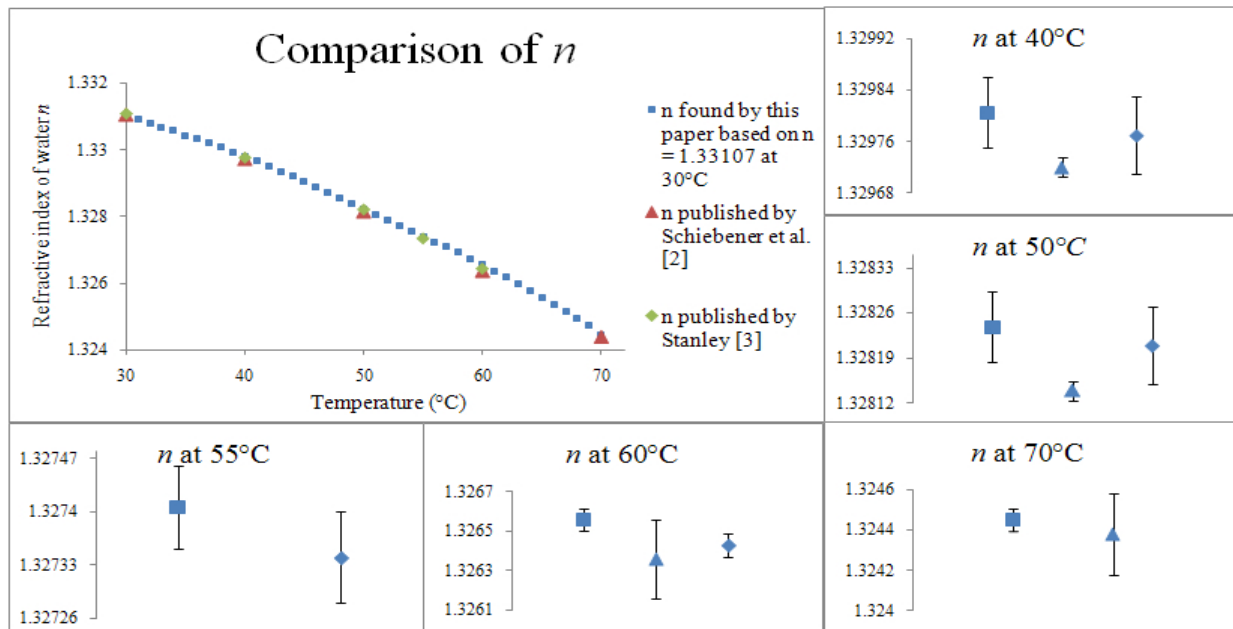 Comparison of n
1.332
1.33
1.328
1.326
1.324
Refractive index of water n
30
40
50
60
70
Temperature (°C)
n found by this
paper based on n
= 1.33107 at
30°C
n published by
Schiebener et al.
[2]
n published by
Stanley [3]
n at 40°C
1.32992
1.32984
1.32976
1.32968
n at 50°C
1.32833
1.32826
1.32819
1.32812
n at 55°C
1.32747
1.3274
1.32733
1.32726
n at 60°C
1.3267
1.3265
1.3263
1.3261
n at 70°C
1.3246
1.3244
1.3242
1.324